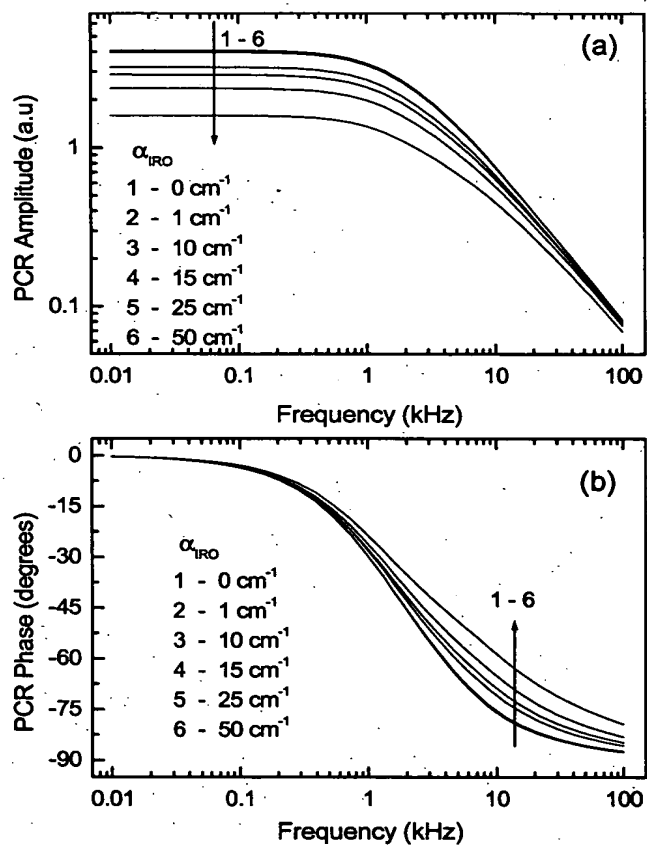 (a)
1 - 6
PCR Amplitude (a.u)
1
0.1
α_IRO
1 - 0 cm⁻¹
2 - 1 cm⁻¹
3 - 10 cm⁻¹
4 - 15 cm⁻¹
5 - 25 cm⁻¹
6 - 50 cm⁻¹
0.01 0.1 1 10 100
Frequency (kHz)
(b)
PCR Phase (degrees)
0
-15
-30
-45
-60
-75
-90
α_IRO
1 - 0 cm⁻¹
2 - 1 cm⁻¹
3 - 10 cm⁻¹
4 - 15 cm⁻¹
5 - 25 cm⁻¹
6 - 50 cm⁻¹
1 - 6
0.01 0.1 1 10 100
Frequency (kHz)